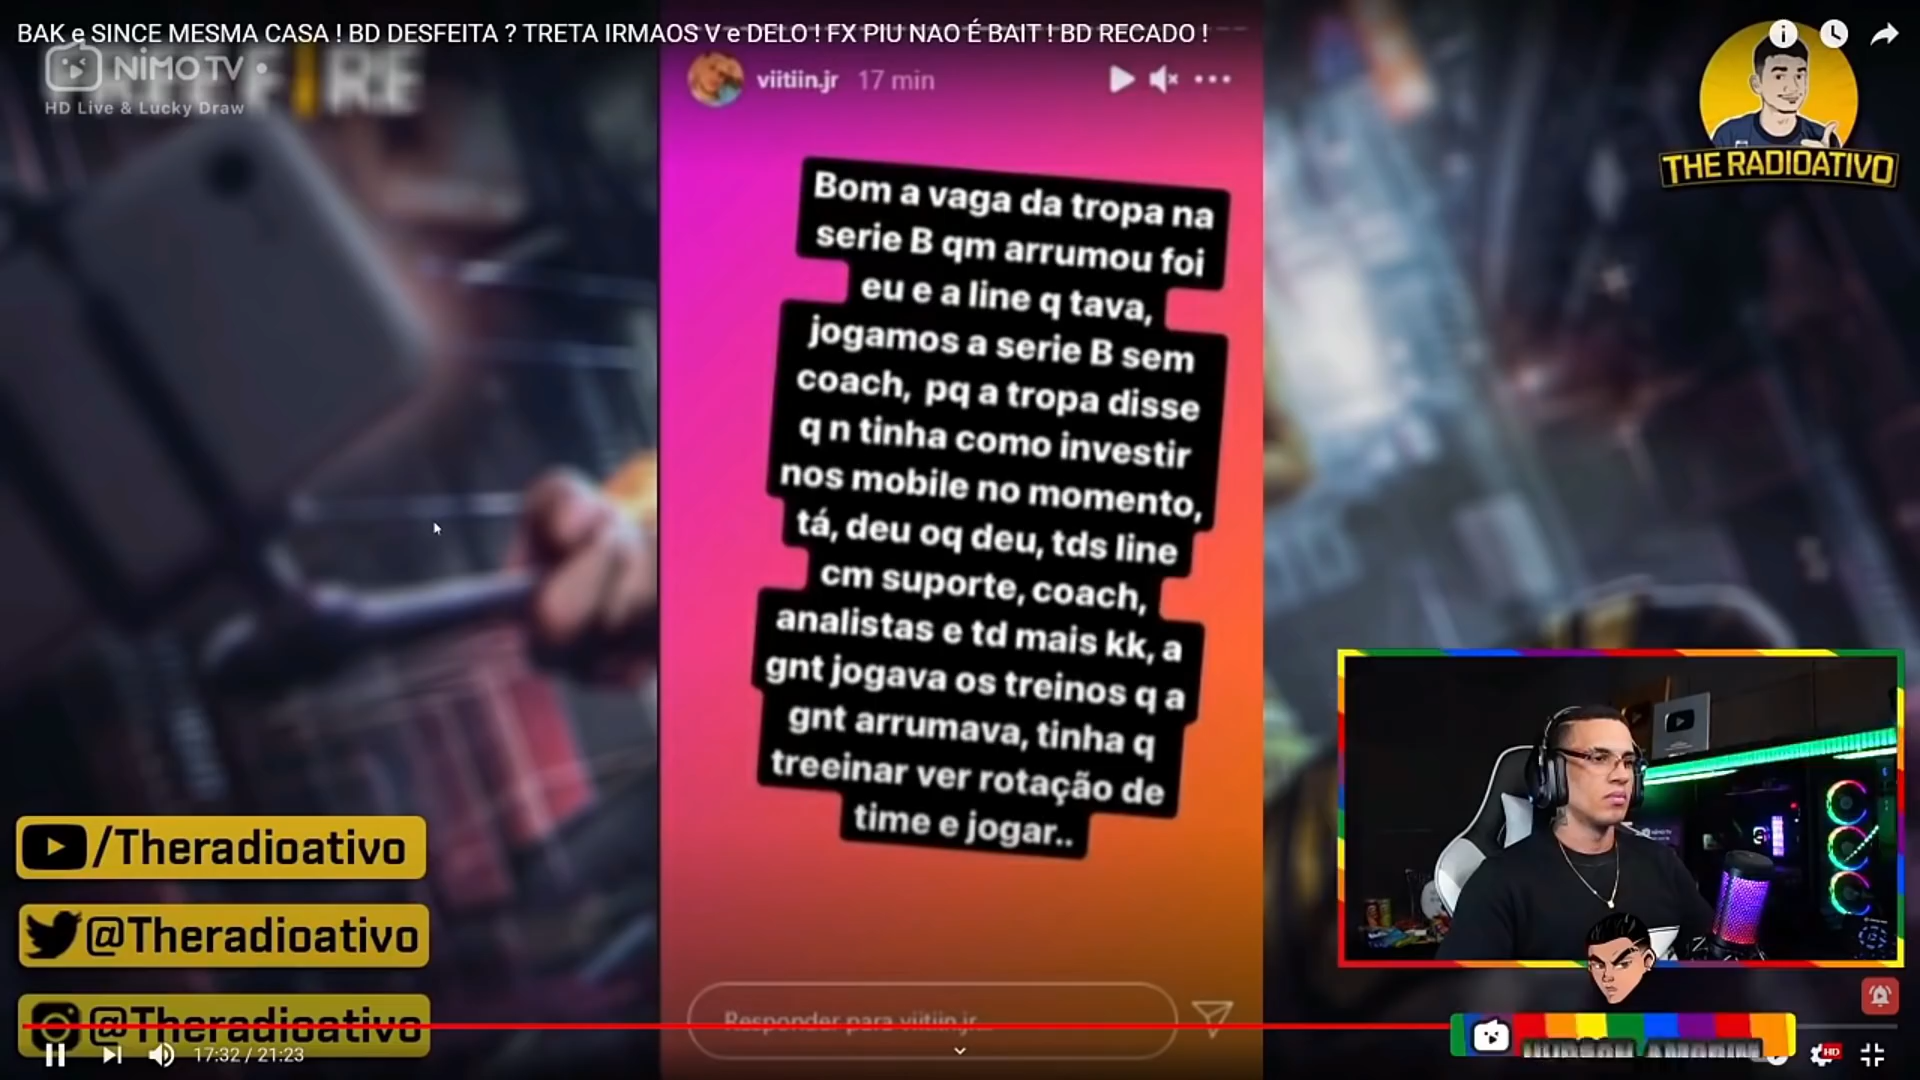 BAK e SINCE MESMA CASA ! BD DESFEITA ? TRETA IRMAOS V e DELO ! FX PIU NAO É BAIT ! BD RECADO !
NIMO TV
HD Live & Lucky Draw
viitiin.jr 17 min
THE RADIOATIVO
Bom a vaga da tropa na
serie B qm arrumou foi
eu e a line q tava,
jogamos a serie B sem
coach, pq a tropa disse
q n tinha como investir
nos mobile no momento,
tá, deu oq deu, tds line
cm suporte, coach,
analistas e td mais kk, a
gnt jogava os treinos q a
gnt arrumava, tinha q
treeinar ver rotação de
time e jogar..
/Theradioativo
@Theradioativo
@Theradioativo
Responder para viitiin.jr...
17:32 / 21:23
HD